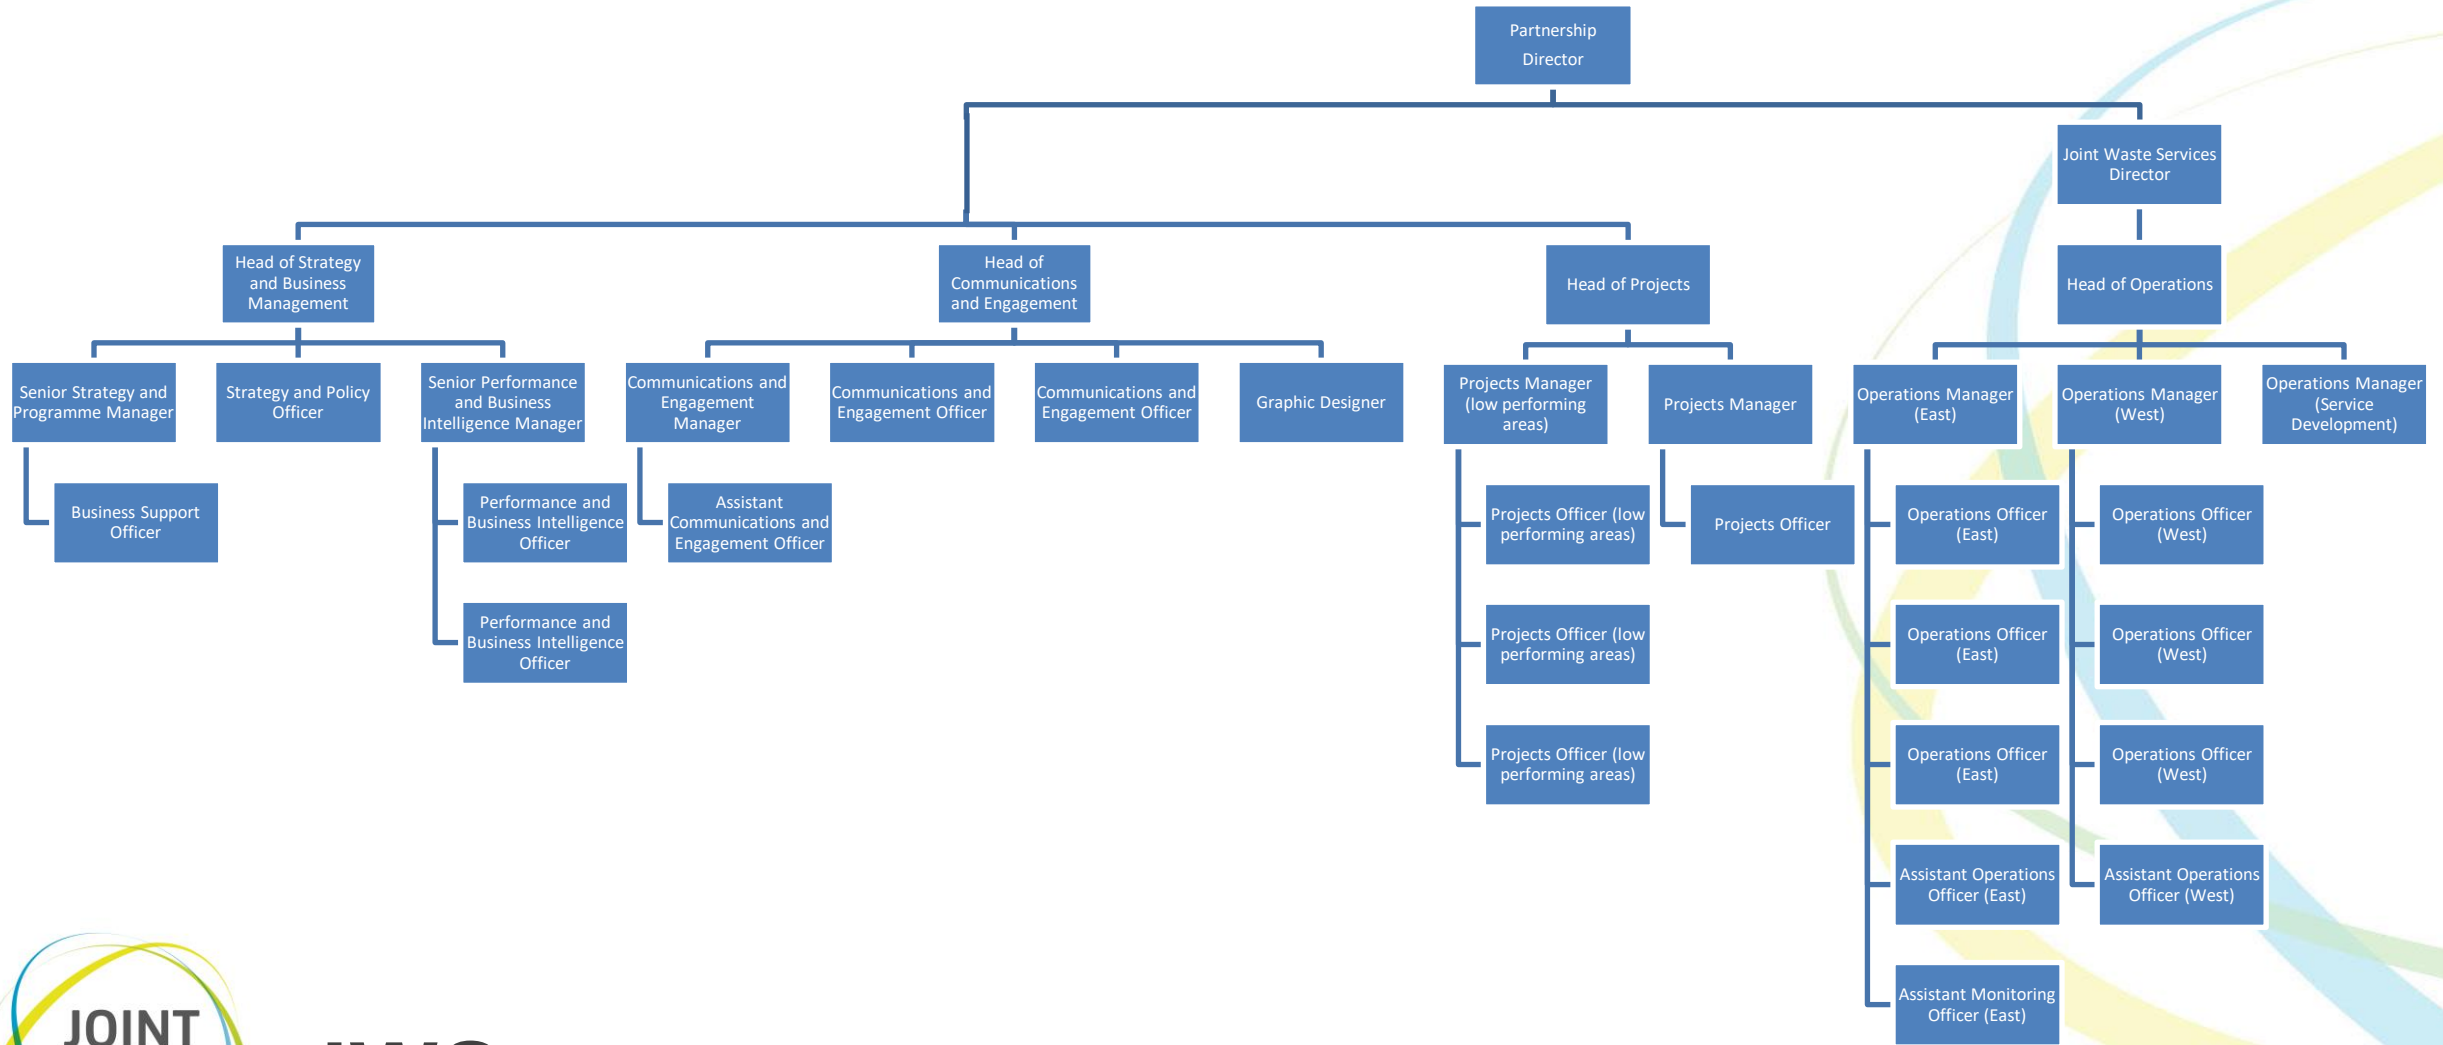 Partnership
Director
Joint Waste Services
Director
Head of Strategy
and Business
Management
Head of
Communications
and Engagement
Head of Projects
Head of Operations
Senior Strategy and
Programme Manager
Strategy and Policy
Officer
Senior Performance
and Business
Intelligence Manager
Communications and
Engagement
Manager
Communications and
Engagement Officer
Communications and
Engagement Officer
Graphic Designer
Projects Manager
(low performing
areas)
Projects Manager
Operations Manager
(East)
Operations Manager
(West)
Operations Manager
(Service
Development)
Business Support
Officer
Performance and
Business Intelligence
Officer
Assistant
Communications and
Engagement Officer
Projects Officer (low
performing areas)
Projects Officer
Operations Officer
(East)
Operations Officer
(West)
Performance and
Business Intelligence
Officer
Projects Officer (low
performing areas)
Operations Officer
(East)
Operations Officer
(West)
Projects Officer (low
performing areas)
Operations Officer
(East)
Operations Officer
(West)
Assistant Operations
Officer (East)
Assistant Operations
Officer (West)
Assistant Monitoring
Officer (East)
JOINT